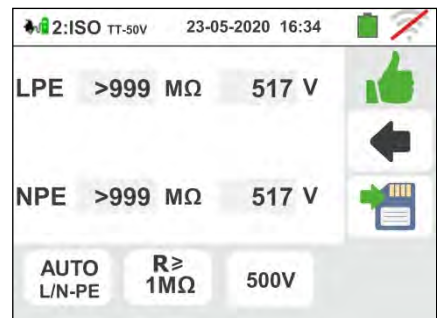 2:ISO TT-50V 23-05-2020 16:34
LPE >999 MΩ 517 V
NPE >999 MΩ 517 V
AUTO L/N-PE
R≥ 1MΩ
500V